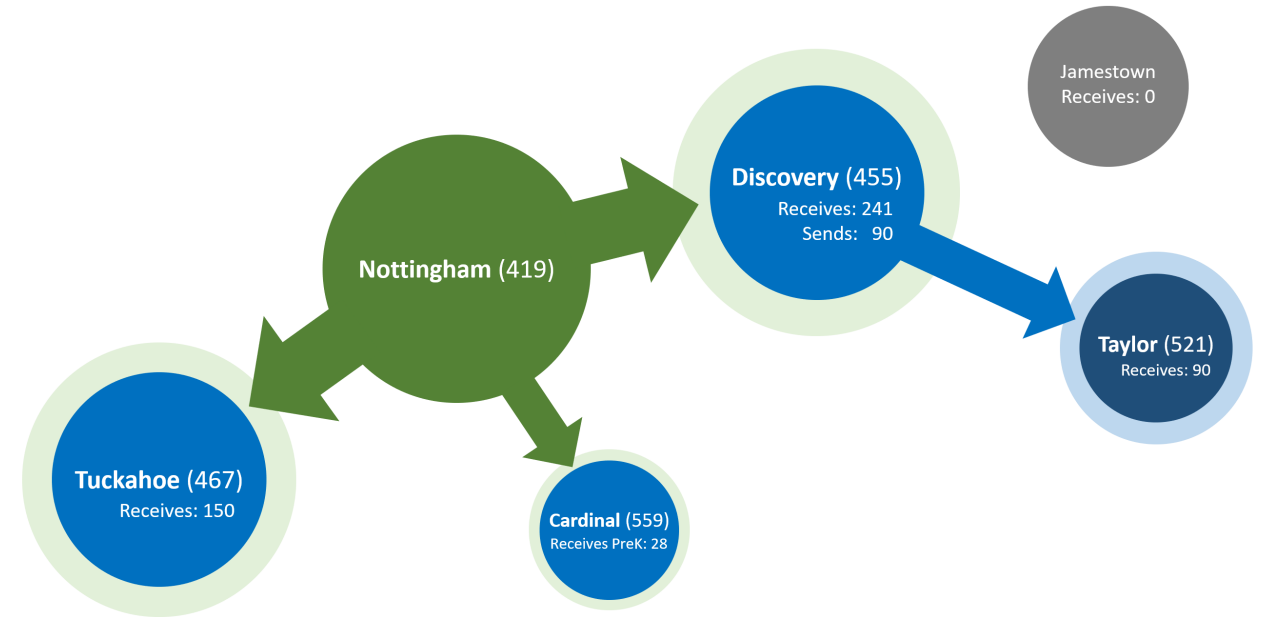 Jamestown
Receives: 0
Discovery (455)
Receives: 241
Sends: 90
Nottingham (419)
Taylor (521)
Receives: 90
Tuckahoe (467)
Receives: 150
Cardinal (559)
Receives PreK: 28